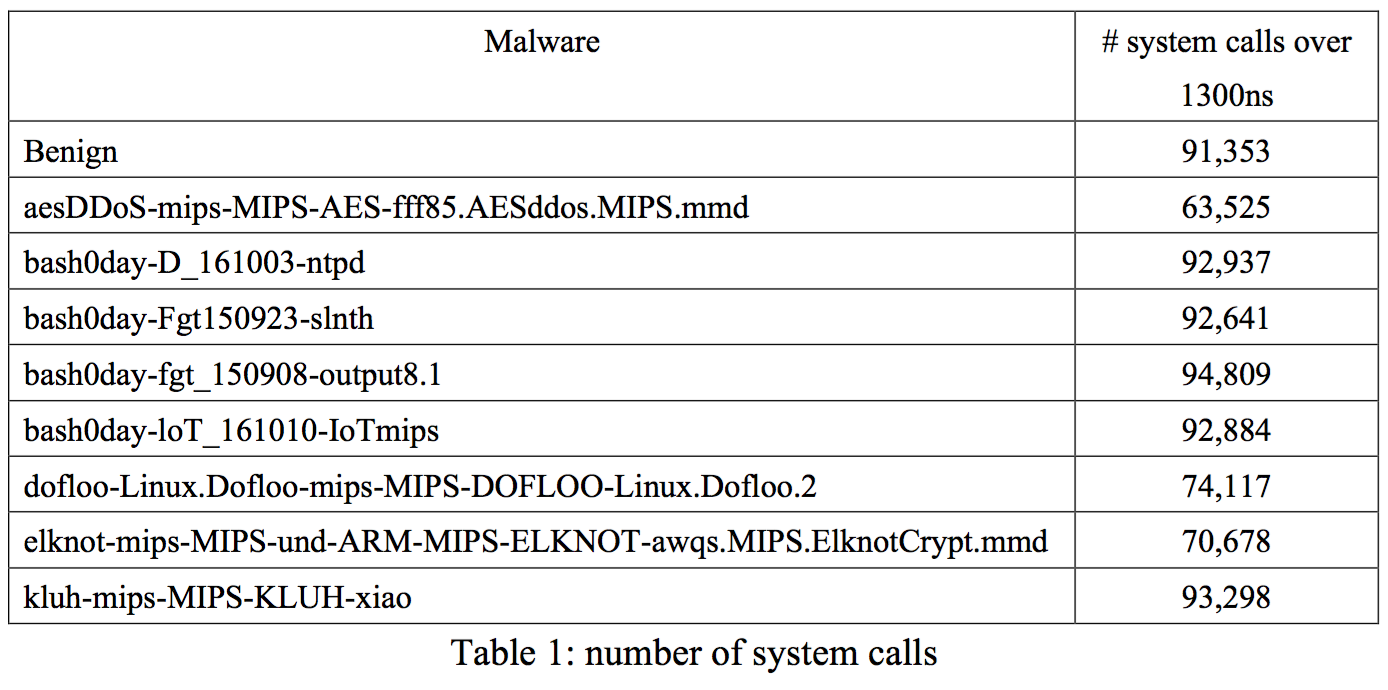 Malware
# system calls over
1300ns
Benign
91,353
aesDDoS-mips-MIPS-AES-fff85.AESddos.MIPS.mmd
63,525
bash0day-D_161003-ntpd
92,937
bash0day-Fgt150923-slnth
92,641
bash0day-fgt_150908-output8.1
94,809
bash0day-loT_161010-IoTmips
92,884
dofloo-Linux.Dofloo-mips-MIPS-DOFLOO-Linux.Dofloo.2
74,117
elknot-mips-MIPS-und-ARM-MIPS-ELKNOT-awqs.MIPS.ElknotCrypt.mmd
70,678
kluh-mips-MIPS-KLUH-xiao
93,298
Table 1: number of system calls